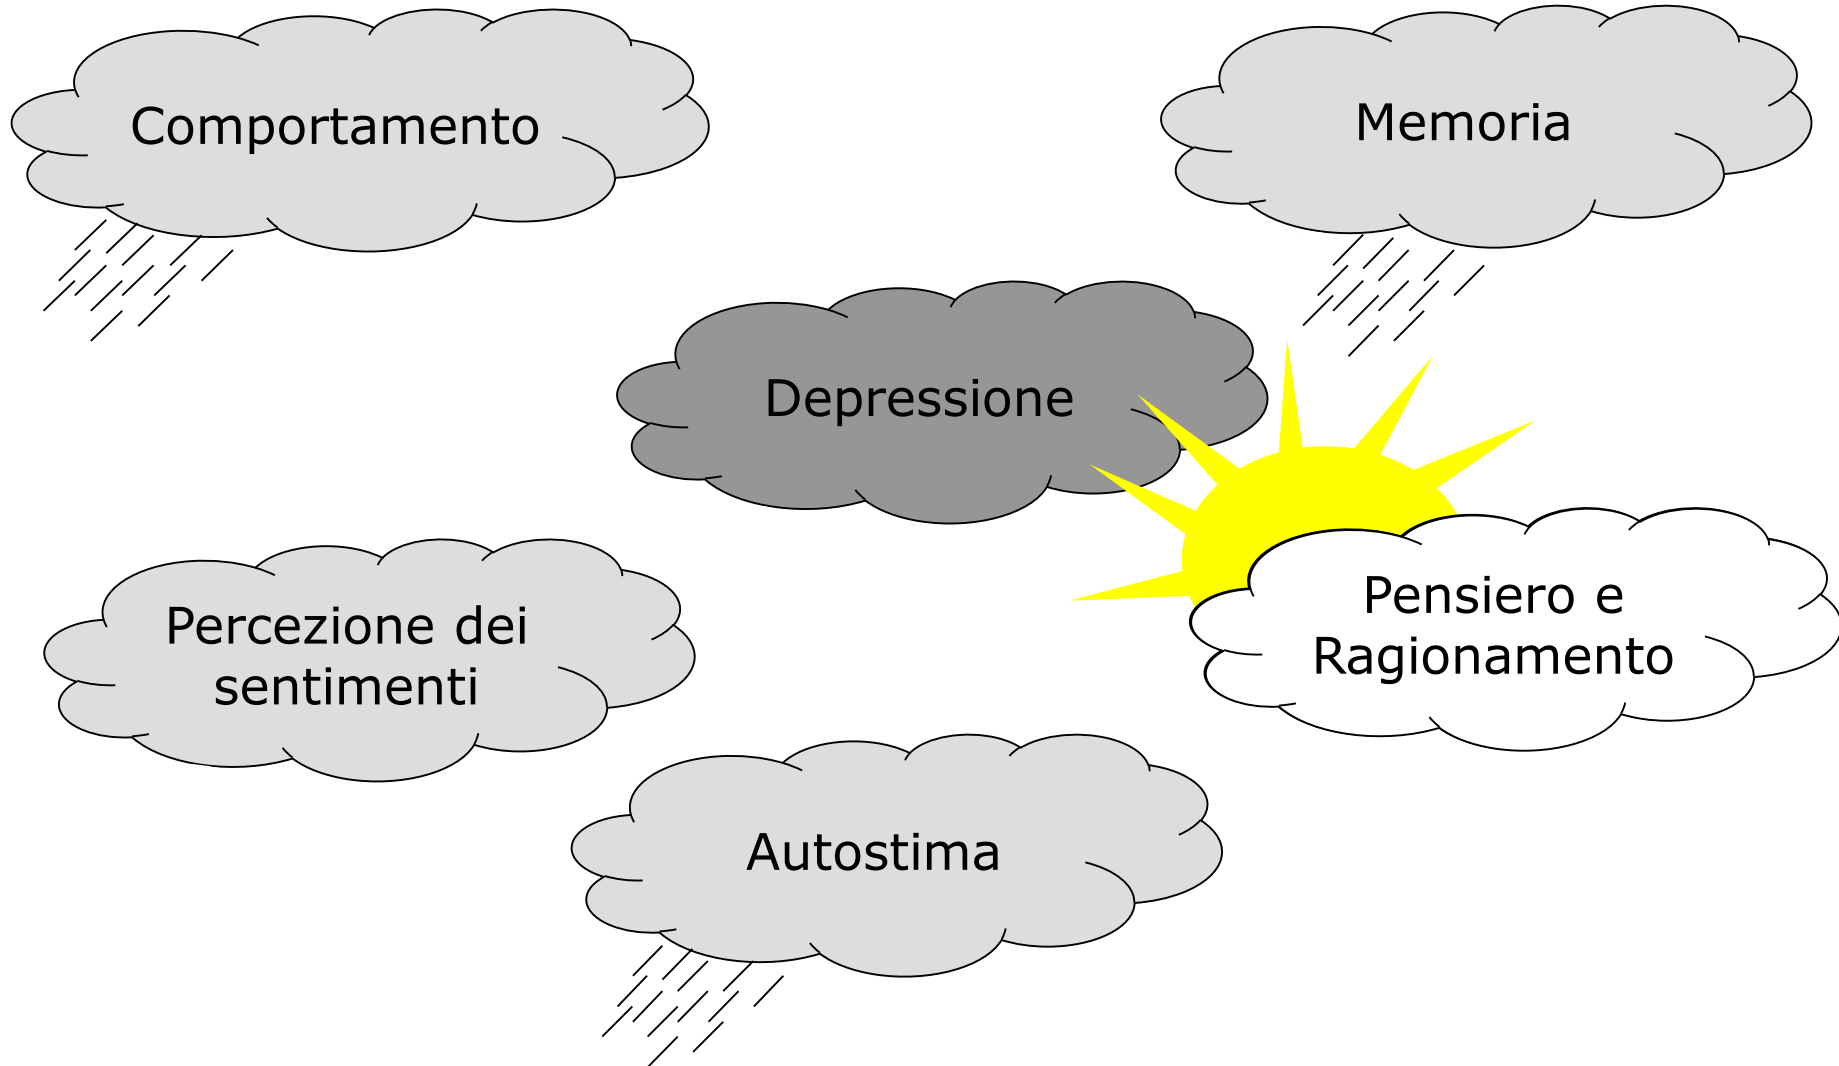 Comportamento
Memoria
Depressione
Percezione dei
sentimenti
Pensiero e
Ragionamento
Autostima